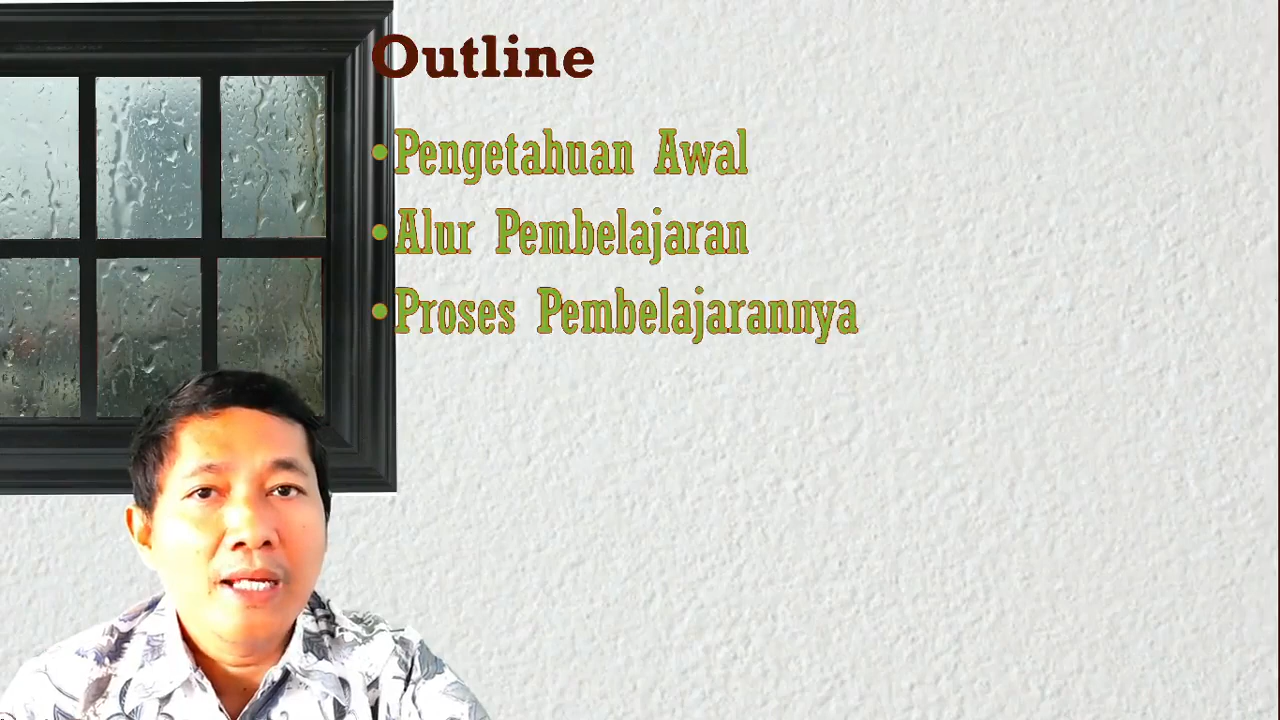 Outline
•Pengetahuan Awal
•Alur Pembelajaran
•Proses Pembelajarannya